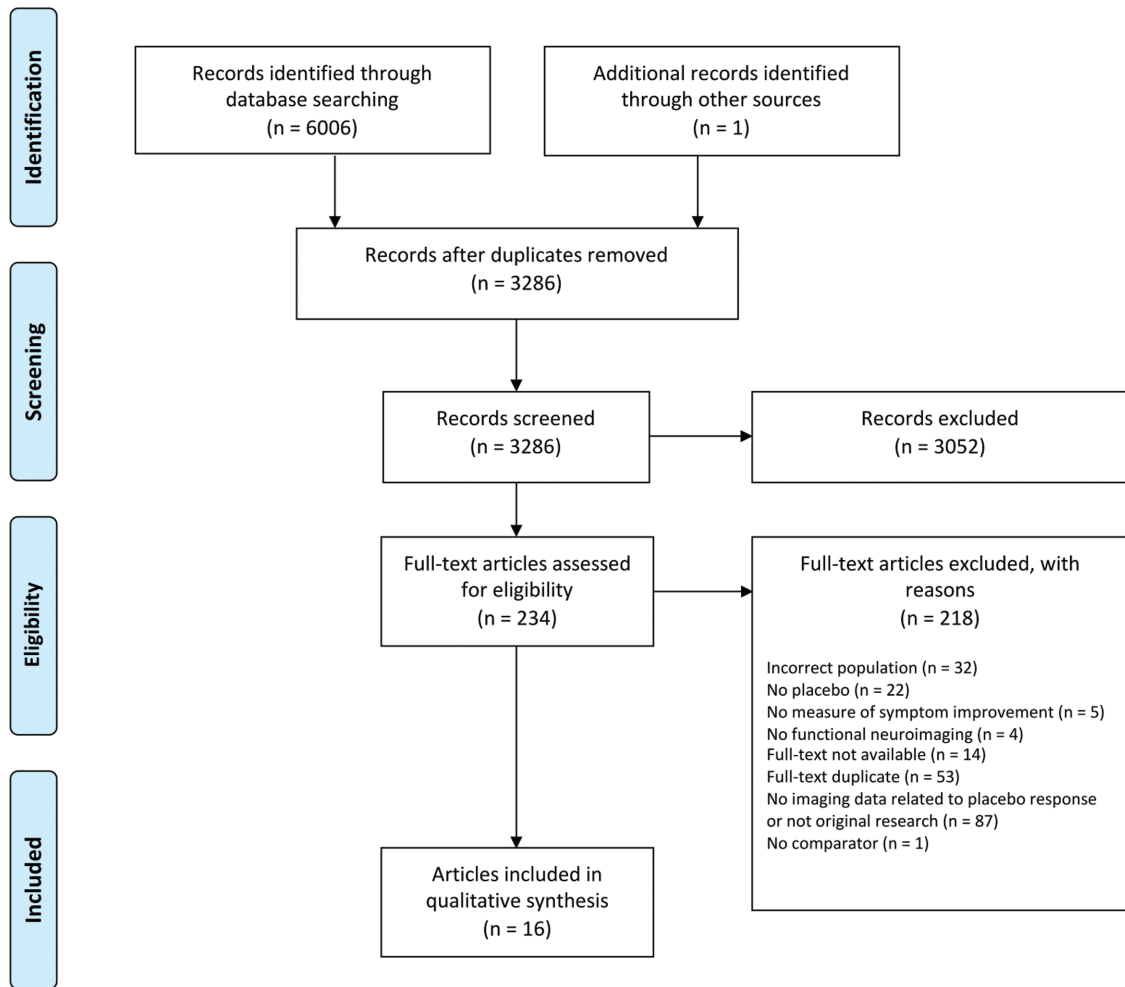 Identification
Records identified through
database searching
(n = 6006)
Additional records identified
through other sources
(n = 1)
Records after duplicates removed
(n = 3286)
Screening
Records screened
(n = 3286)
Records excluded
(n = 3052)
Eligibility
Full-text articles assessed
for eligibility
(n = 234)
Full-text articles excluded, with
reasons
(n = 218)
Incorrect population (n = 32)
No placebo (n = 22)
No measure of symptom improvement (n = 5)
No functional neuroimaging (n = 4)
Full-text not available (n = 14)
Full-text duplicate (n = 53)
No imaging data related to placebo response
or not original research (n = 87)
No comparator (n = 1)
Included
Articles included in
qualitative synthesis
(n = 16)